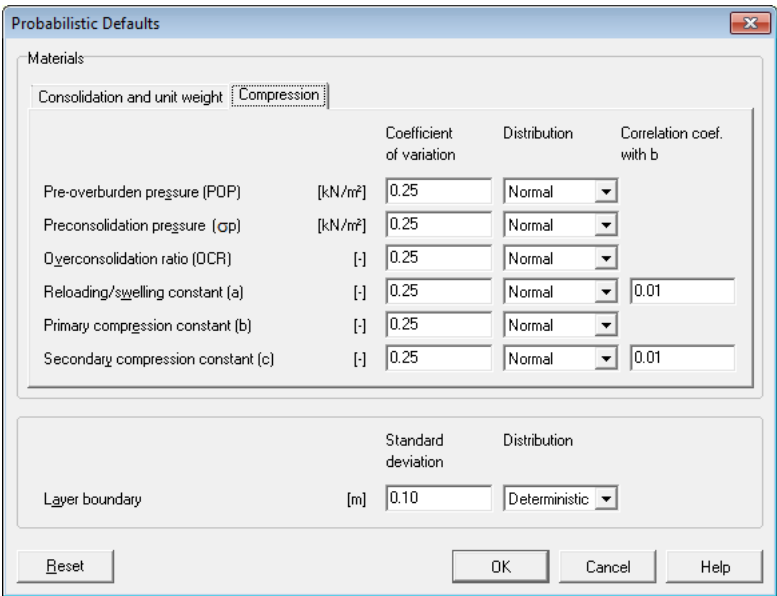 Probabilistic Defaults
Materials
Consolidation and unit weight Compression
Coefficient of variation Distribution Correlation coef. with b
Pre-overburden pressure (POP) [kN/m²] 0.25 Normal
Preconsolidation pressure (σp) [kN/m²] 0.25 Normal
Overconsolidation ratio (OCR) [-] 0.25 Normal
Reloading/swelling constant (a) [-] 0.25 Normal 0.01
Primary compression constant (b) [-] 0.25 Normal
Secondary compression constant (c) [-] 0.25 Normal 0.01
Standard deviation Distribution
Layer boundary [m] 0.10 Deterministic
Reset OK Cancel Help